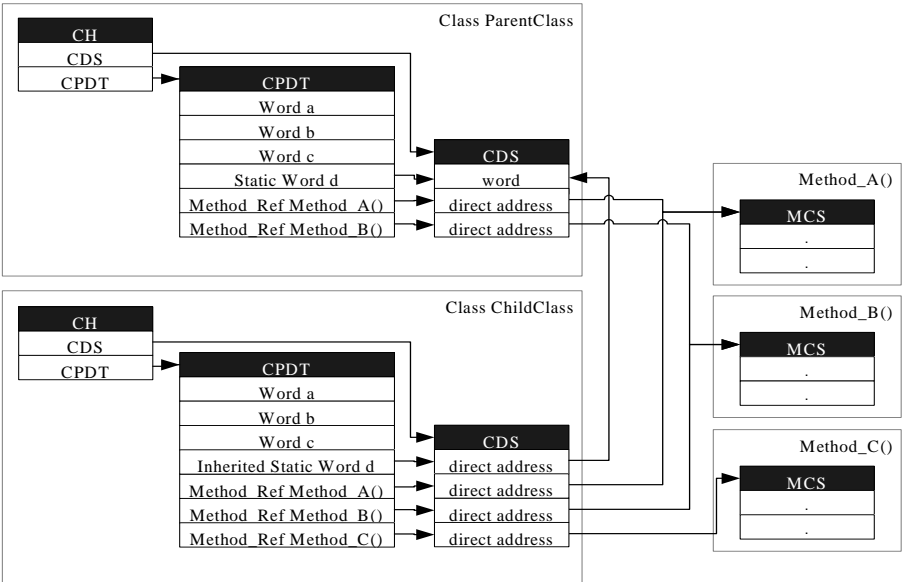 Class ParentClass
CH
CDS
CPDT
CPDT
Word a
Word b
Word c
Static Word d
Method_Ref Method_A()
Method_Ref Method_B()
CDS
word
direct address
direct address
Method_A()
MCS
.
.
Class ChildClass
CH
CDS
CPDT
CPDT
Word a
Word b
Word c
Inherited Static Word d
Method_Ref Method_A()
Method_Ref Method_B()
Method_Ref Method_C()
CDS
direct address
direct address
direct address
direct address
Method_B()
MCS
.
.
Method_C()
MCS
.
.